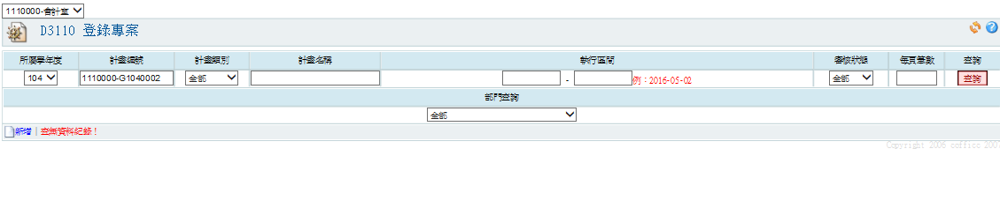 1110000-會計室
D3110 登錄專案
所屬學年度 計畫編號 計畫類別 計畫名稱 執行區間 審核狀態 每頁筆數 查詢
104 1110000-G1040002 全部 - 例：2016-05-02 全部 查詢
部門查詢
全部
新增 | 查無資料紀錄！
Copyright 2006 eoffice 2007